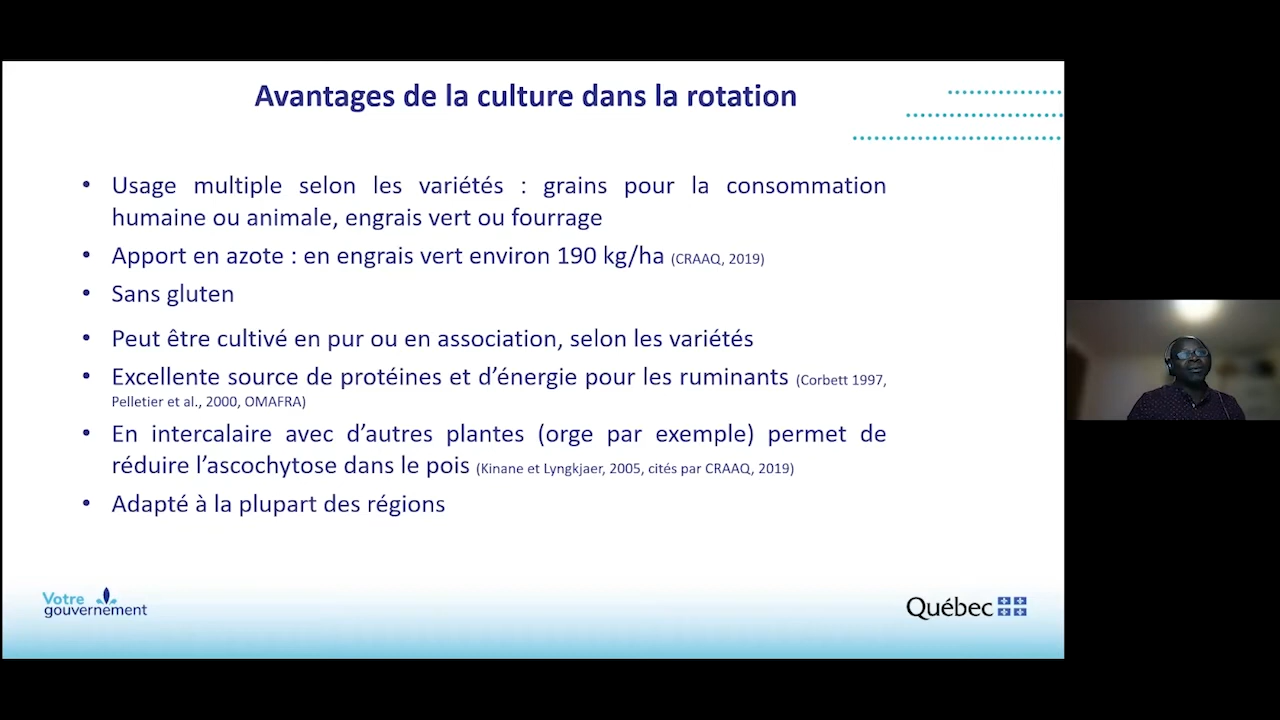 Avantages de la culture dans la rotation
• Usage multiple selon les variétés : grains pour la consommation
humaine ou animale, engrais vert ou fourrage
• Apport en azote : en engrais vert environ 190 kg/ha (CRAAQ, 2019)
• Sans gluten
• Peut être cultivé en pur ou en association, selon les variétés
• Excellente source de protéines et d’énergie pour les ruminants (Corbett 1997,
Pelletier et al., 2000, OMAFRA)
• En intercalaire avec d’autres plantes (orge par exemple) permet de
réduire l’ascochytose dans le pois (Kinane et Lyngkjaer, 2005, cités par CRAAQ, 2019)
• Adapté à la plupart des régions
Votre
gouvernement
Québec